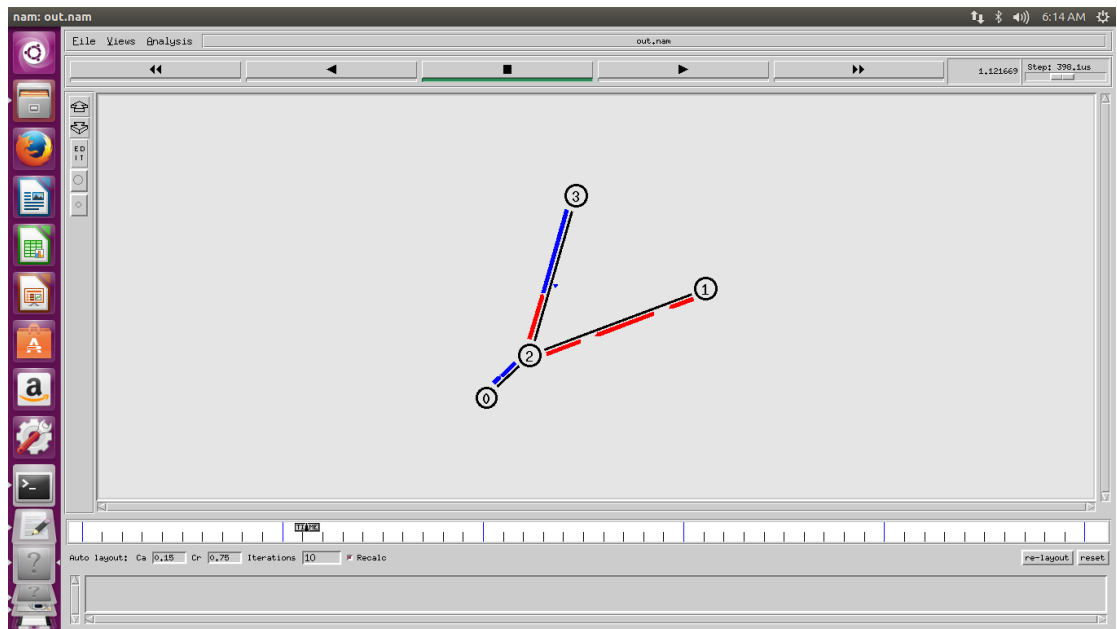 nam: out.nam
6:14 AM
File Views Analysis
out.nam
1.121669
Step: 398.1us
ED
IT
3
1
2
0
TIME
Auto layout: Ca 0.15 Cr 0.75 Iterations 10 Recalc
re-layout reset